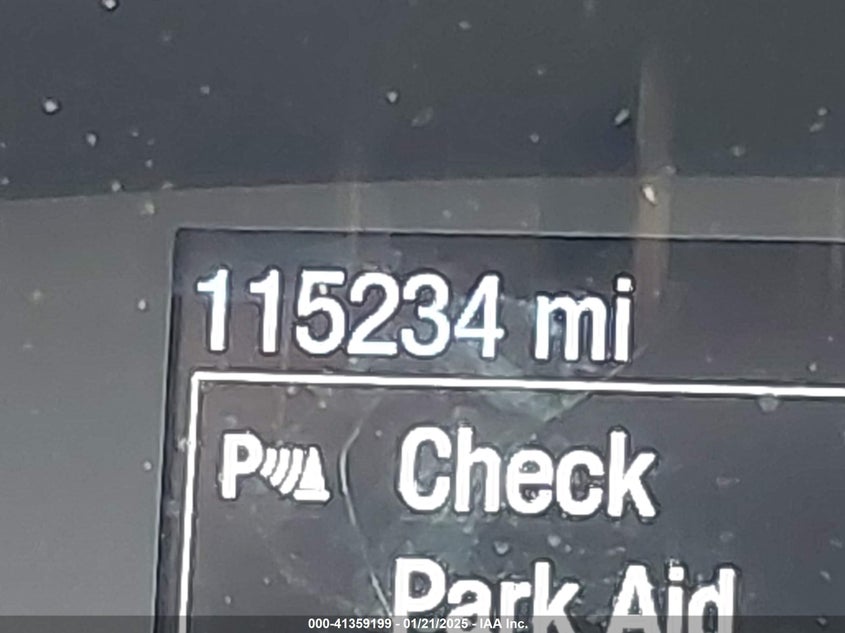 115234 mi
P Check
Park Aid
000-41359199 - 01/21/2025 - IAA Inc.